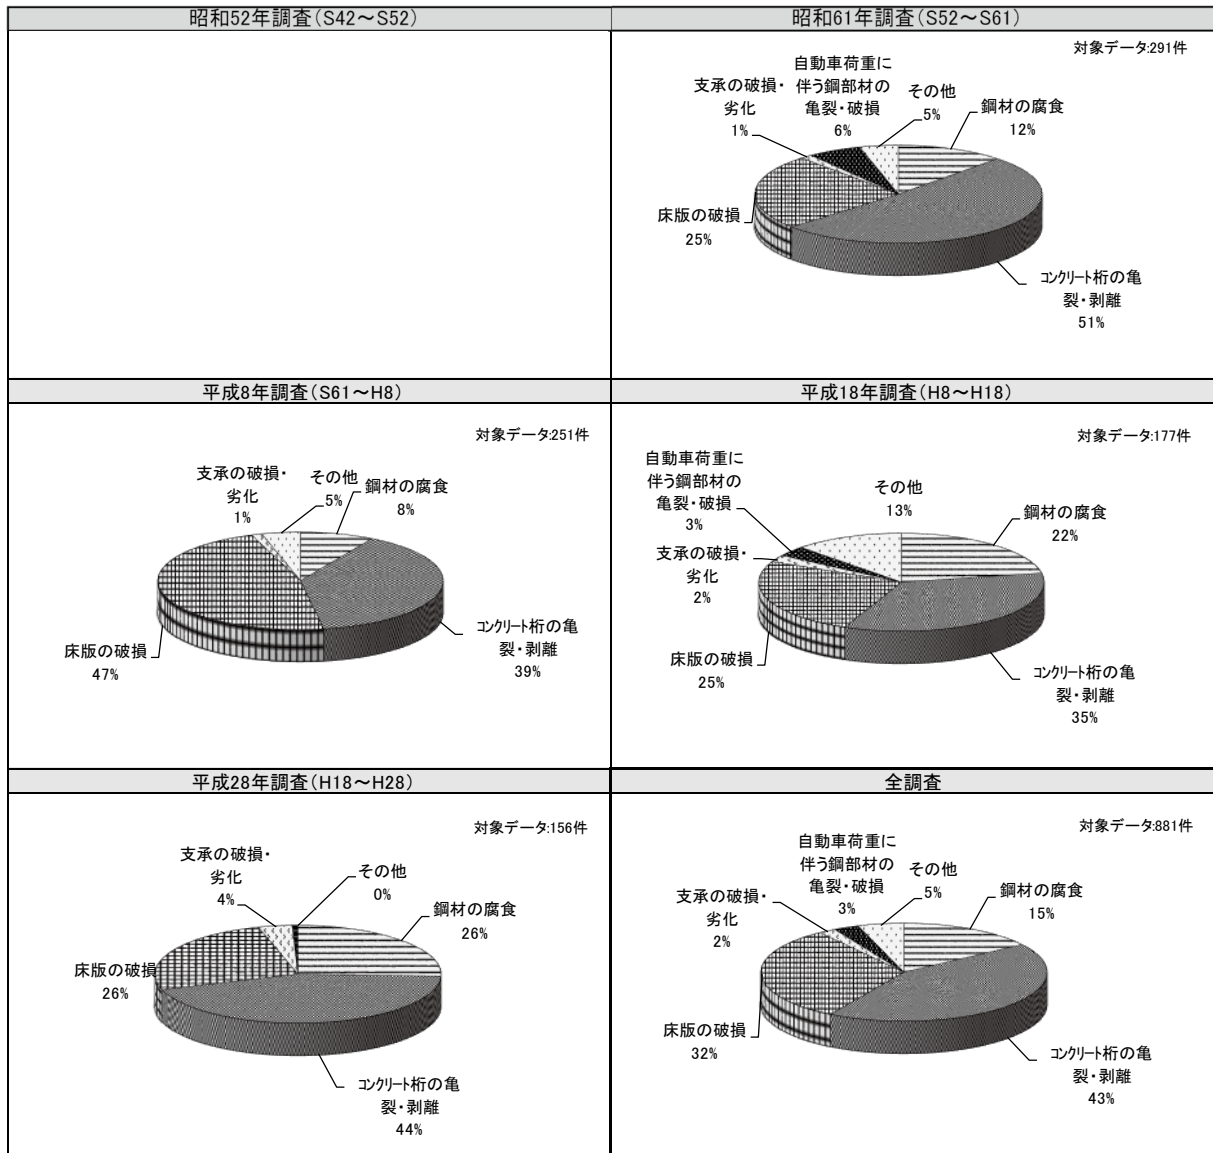 昭和52年調査(S42～S52)
昭和61年調査(S52～S61)
対象データ:291件
自動車荷重に
伴う鋼部材の
亀裂・破損
6%
支承の破損・
劣化
1%
その他
5%
鋼材の腐食
12%
床版の破損
25%
コンクリート桁の亀
裂・剥離
51%
平成8年調査(S61～H8)
対象データ:251件
支承の破損・
劣化
1%
その他
5%
鋼材の腐食
8%
床版の破損
47%
コンクリート桁の亀
裂・剥離
39%
平成18年調査(H8～H18)
対象データ:177件
自動車荷重に
伴う鋼部材の
亀裂・破損
3%
その他
13%
鋼材の腐食
22%
支承の破損・
劣化
2%
床版の破損
25%
コンクリート桁の亀
裂・剥離
35%
平成28年調査(H18～H28)
対象データ:156件
支承の破損・
劣化
4%
その他
0%
鋼材の腐食
26%
床版の破損
26%
コンクリート桁の亀
裂・剥離
44%
全調査
対象データ:881件
自動車荷重に
伴う鋼部材の
亀裂・破損
3%
その他
5%
支承の破損・
劣化
2%
鋼材の腐食
15%
床版の破損
32%
コンクリート桁の亀
裂・剥離
43%